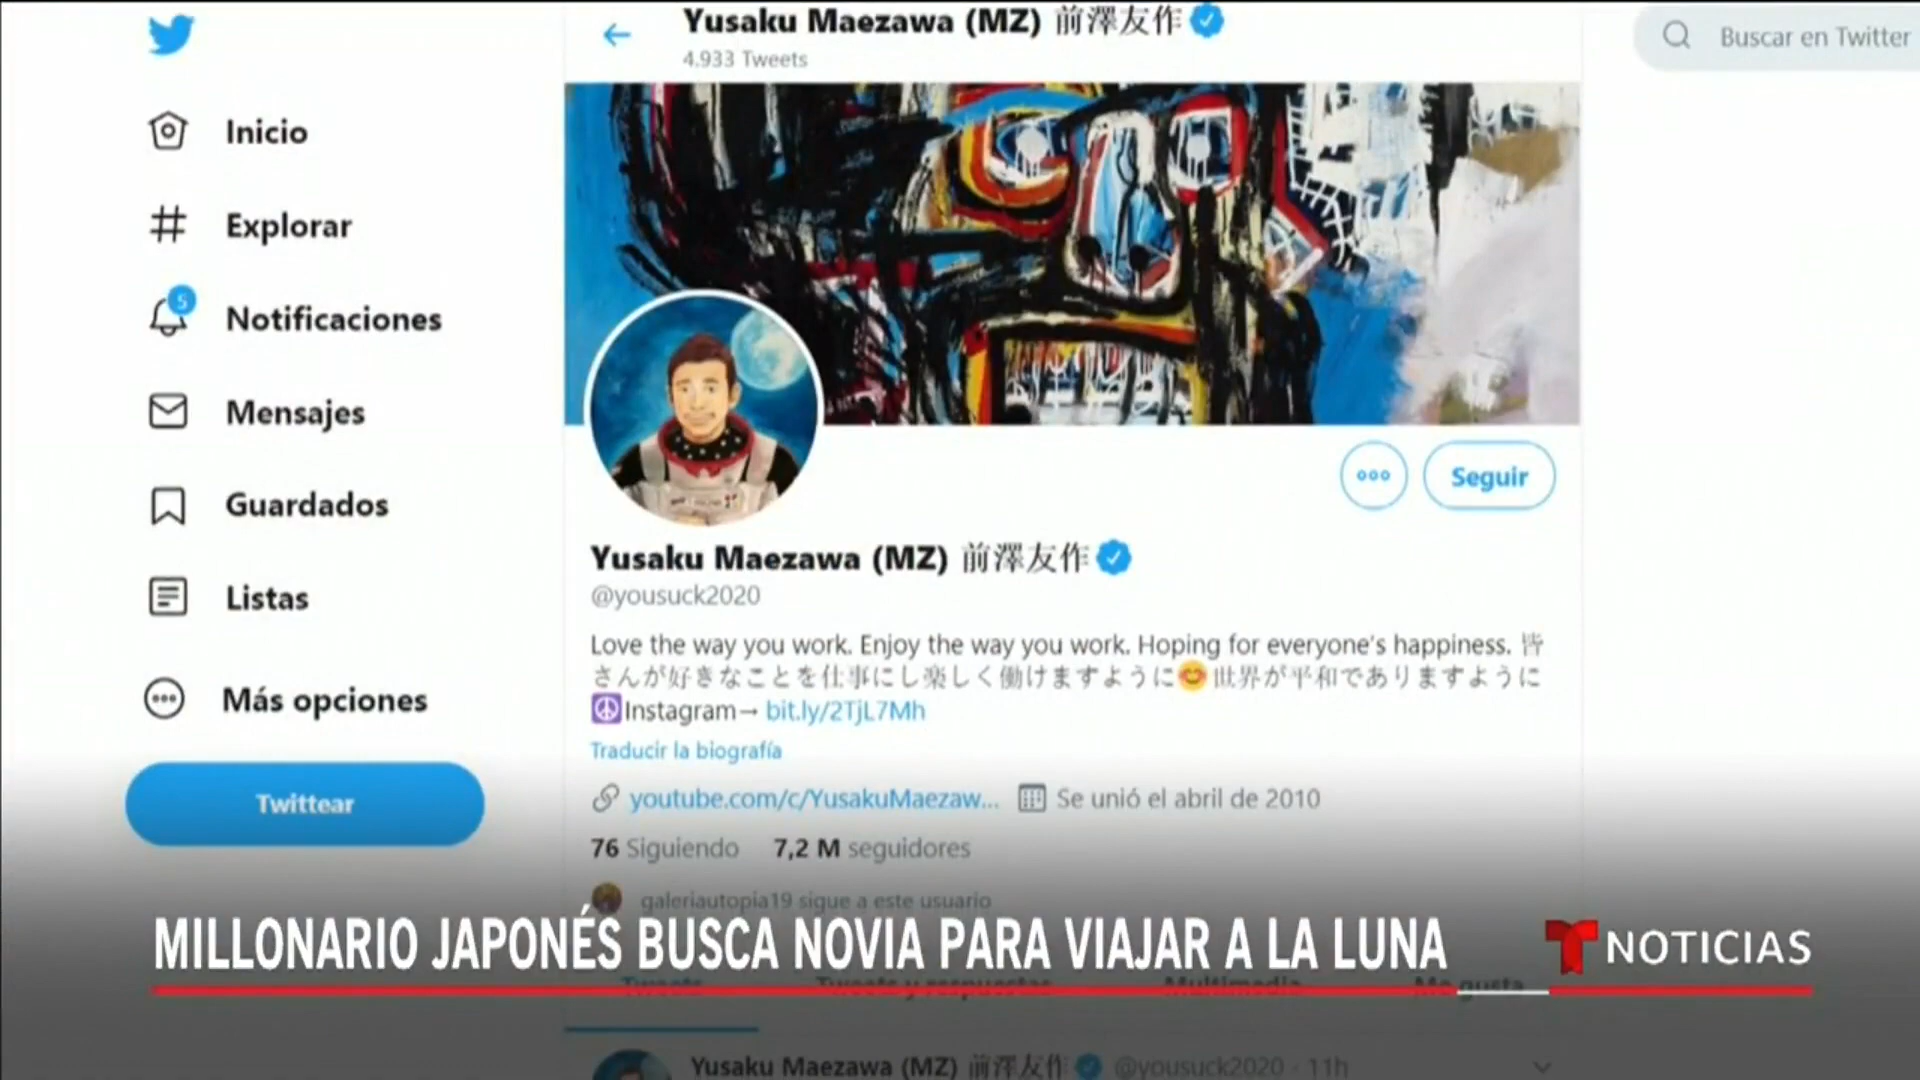 Yusaku Maezawa (MZ) 前澤友作
4.933 Tweets
Buscar en Twitter
Inicio
Explorar
5
Notificaciones
Mensajes
Guardados
Listas
Más opciones
Twittear
Seguir
Yusaku Maezawa (MZ) 前澤友作
@yousuck2020
Love the way you work. Enjoy the way you work. Hoping for everyone's happiness. 皆
さんが好きなことを仕事にし楽しく働けますように😊世界が平和でありますように
☮Instagram→ bit.ly/2TjL7Mh
Traducir la biografía
youtube.com/c/YusakuMaezaw... Se unió el abril de 2010
76 Siguiendo 7,2 M seguidores
galeriautopia19 sigue a este usuario
MILLONARIO JAPONÉS BUSCA NOVIA PARA VIAJAR A LA LUNA
NOTICIAS
Tweets Tweets y respuestas Multimedia Me gusta
Yusaku Maezawa (MZ) 前澤友作 @yousuck2020 · 11h